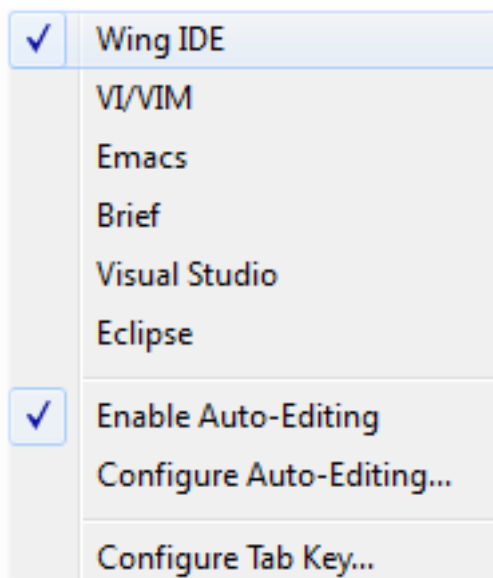 Wing IDE
VI/VIM
Emacs
Brief
Visual Studio
Eclipse
Enable Auto-Editing
Configure Auto-Editing...
Configure Tab Key...